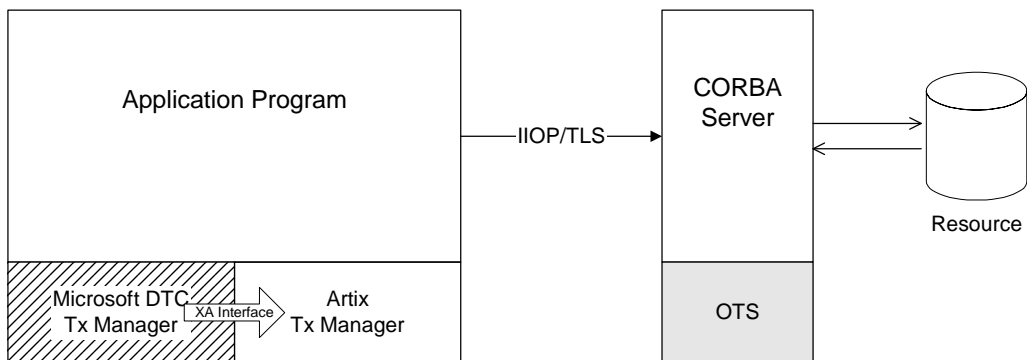 Application Program
IIOP/TLS
CORBA
Server
Resource
Microsoft DTC
Tx Manager
XA Interface
Artix
Tx Manager
OTS